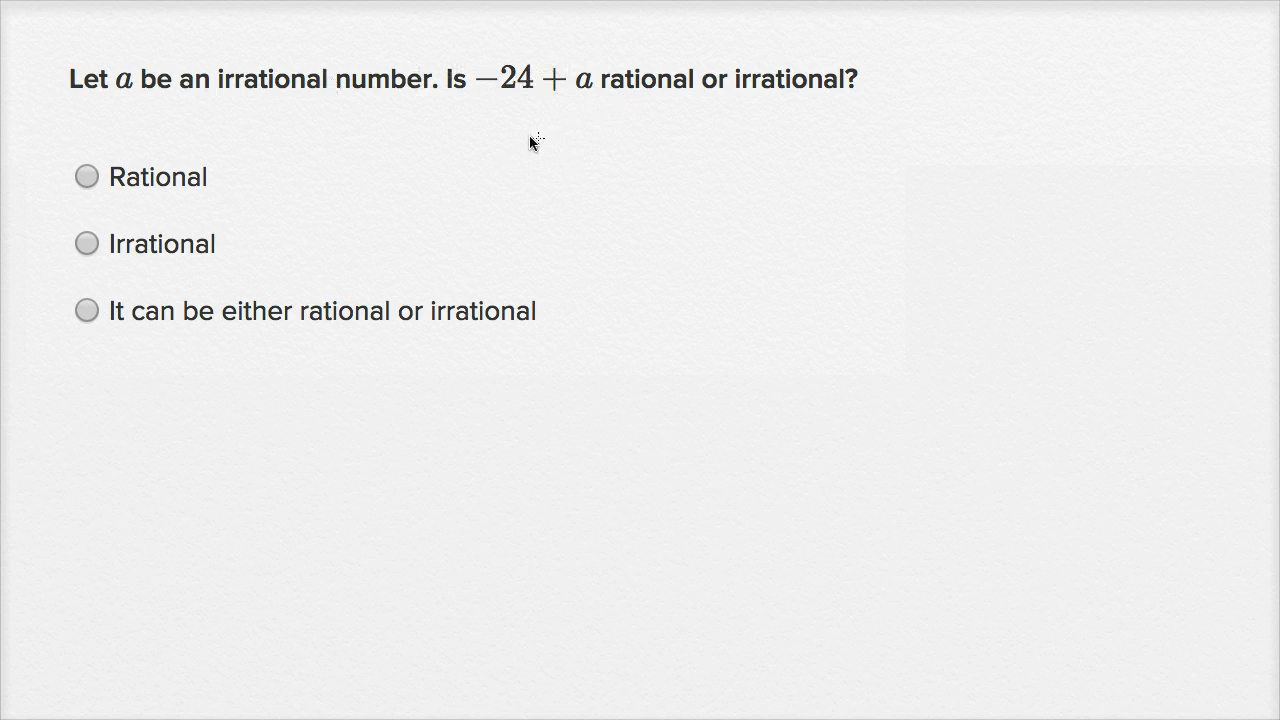 Let a be an irrational number. Is −24 + a rational or irrational?
Rational
Irrational
It can be either rational or irrational